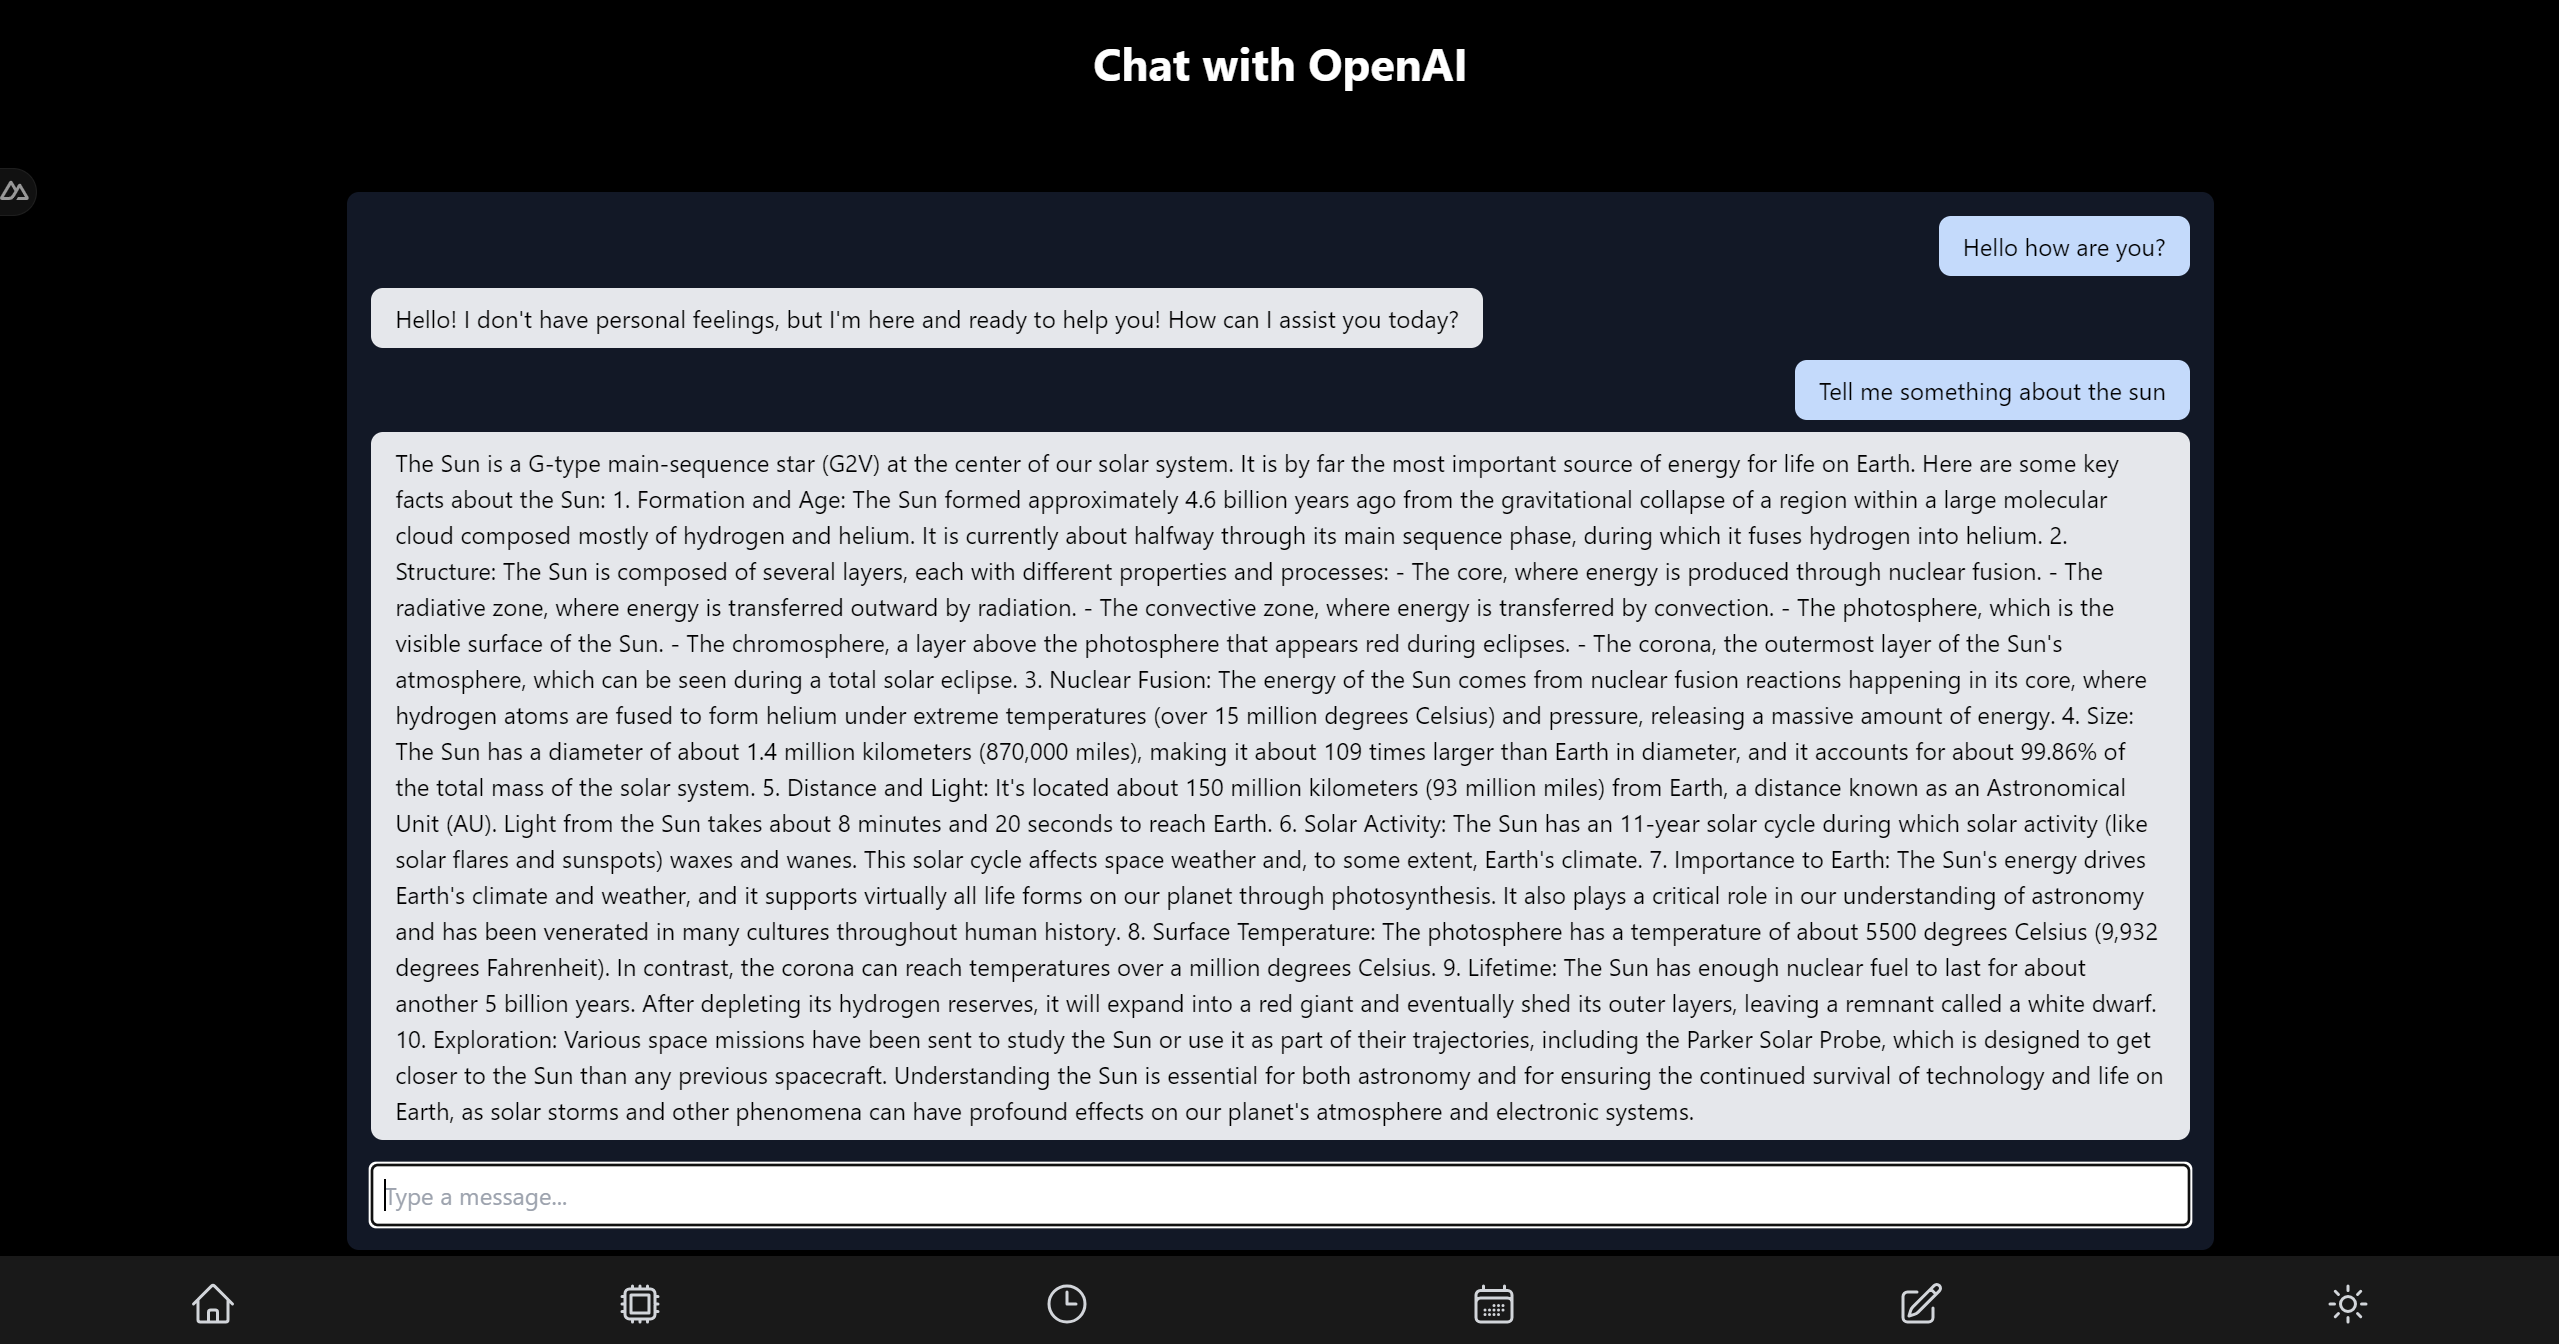 Chat with OpenAI
Hello how are you?
Hello! I don't have personal feelings, but I'm here and ready to help you! How can I assist you today?
Tell me something about the sun
The Sun is a G-type main-sequence star (G2V) at the center of our solar system. It is by far the most important source of energy for life on Earth. Here are some key
facts about the Sun: 1. Formation and Age: The Sun formed approximately 4.6 billion years ago from the gravitational collapse of a region within a large molecular
cloud composed mostly of hydrogen and helium. It is currently about halfway through its main sequence phase, during which it fuses hydrogen into helium. 2.
Structure: The Sun is composed of several layers, each with different properties and processes: - The core, where energy is produced through nuclear fusion. - The
radiative zone, where energy is transferred outward by radiation. - The convective zone, where energy is transferred by convection. - The photosphere, which is the
visible surface of the Sun. - The chromosphere, a layer above the photosphere that appears red during eclipses. - The corona, the outermost layer of the Sun's
atmosphere, which can be seen during a total solar eclipse. 3. Nuclear Fusion: The energy of the Sun comes from nuclear fusion reactions happening in its core, where
hydrogen atoms are fused to form helium under extreme temperatures (over 15 million degrees Celsius) and pressure, releasing a massive amount of energy. 4. Size:
The Sun has a diameter of about 1.4 million kilometers (870,000 miles), making it about 109 times larger than Earth in diameter, and it accounts for about 99.86% of
the total mass of the solar system. 5. Distance and Light: It's located about 150 million kilometers (93 million miles) from Earth, a distance known as an Astronomical
Unit (AU). Light from the Sun takes about 8 minutes and 20 seconds to reach Earth. 6. Solar Activity: The Sun has an 11-year solar cycle during which solar activity (like
solar flares and sunspots) waxes and wanes. This solar cycle affects space weather and, to some extent, Earth's climate. 7. Importance to Earth: The Sun's energy drives
Earth's climate and weather, and it supports virtually all life forms on our planet through photosynthesis. It also plays a critical role in our understanding of astronomy
and has been venerated in many cultures throughout human history. 8. Surface Temperature: The photosphere has a temperature of about 5500 degrees Celsius (9,932
degrees Fahrenheit). In contrast, the corona can reach temperatures over a million degrees Celsius. 9. Lifetime: The Sun has enough nuclear fuel to last for about
another 5 billion years. After depleting its hydrogen reserves, it will expand into a red giant and eventually shed its outer layers, leaving a remnant called a white dwarf.
10. Exploration: Various space missions have been sent to study the Sun or use it as part of their trajectories, including the Parker Solar Probe, which is designed to get
closer to the Sun than any previous spacecraft. Understanding the Sun is essential for both astronomy and for ensuring the continued survival of technology and life on
Earth, as solar storms and other phenomena can have profound effects on our planet's atmosphere and electronic systems.
Type a message...